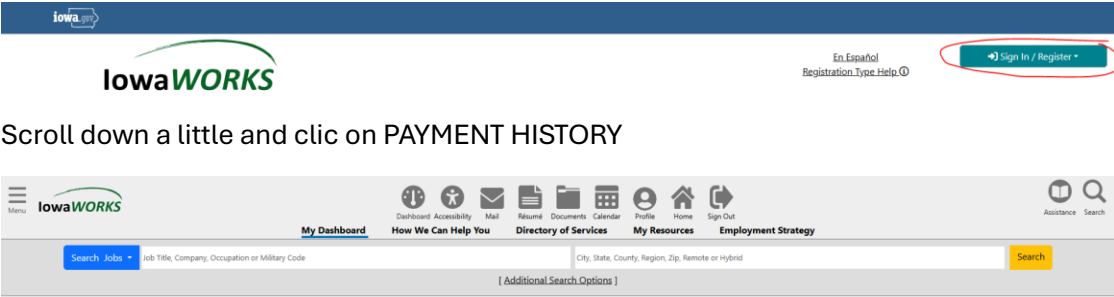 iowa.gov
IowaWORKS
En Español
Registration Type Help
Sign In / Register
Scroll down a little and clic on PAYMENT HISTORY
Menu
IowaWORKS
Dashboard Accessibility Mail Résumé Documents Calendar Profile Home Sign Out
Assistance Search
My Dashboard How We Can Help You Directory of Services My Resources Employment Strategy
Search Jobs Job Title, Company, Occupation or Military Code City, State, County, Region, Zip, Remote or Hybrid Search
[ Additional Search Options ]